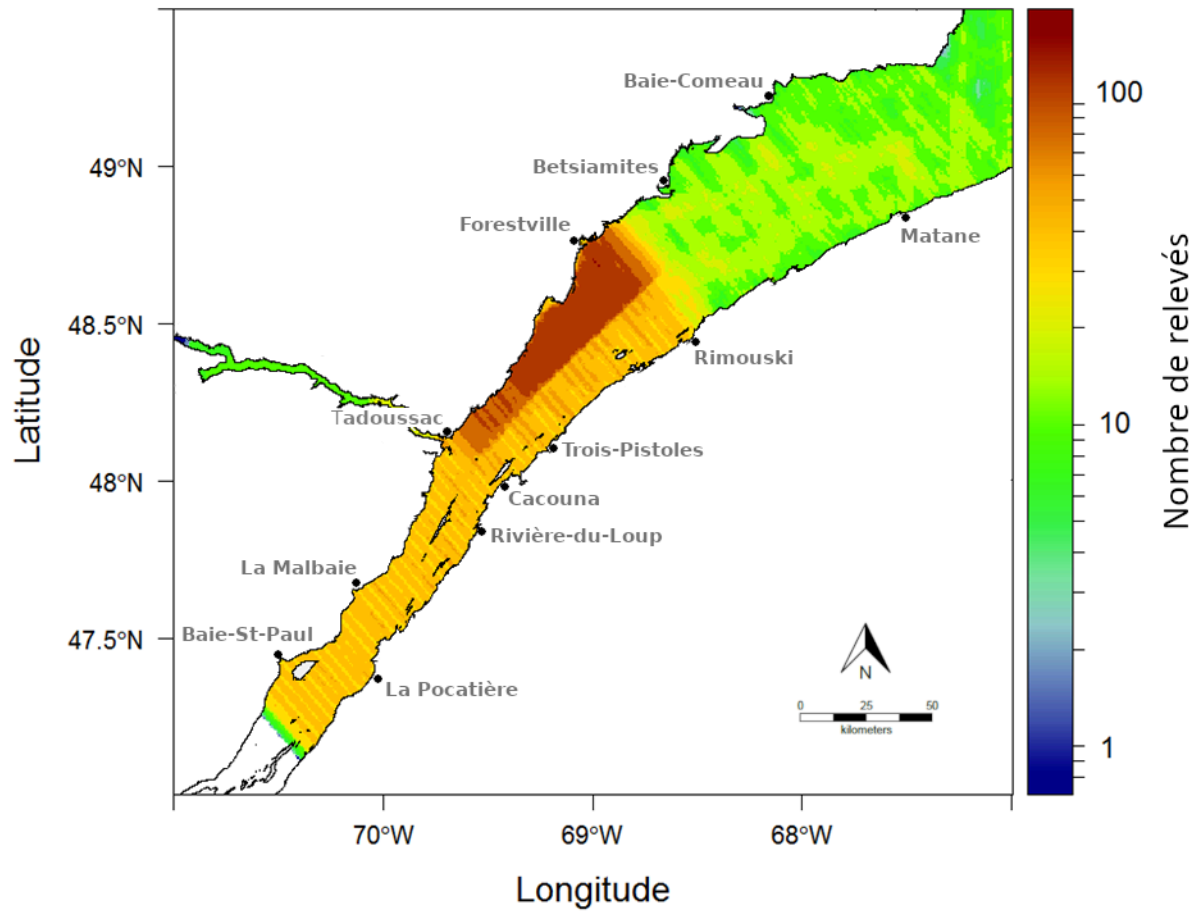 Baie-Comeau
100
49°N
Betsiamites
Forestville
Matane
48.5°N
Rimouski
Tadoussac
Trois-Pistoles
10
48°N
Cacouna
Rivière-du-Loup
La Malbaie
47.5°N
Baie-St-Paul
La Pocatière
N
0 25 50
kilometers
1
70°W 69°W 68°W
Longitude
Latitude
Nombre de relevés